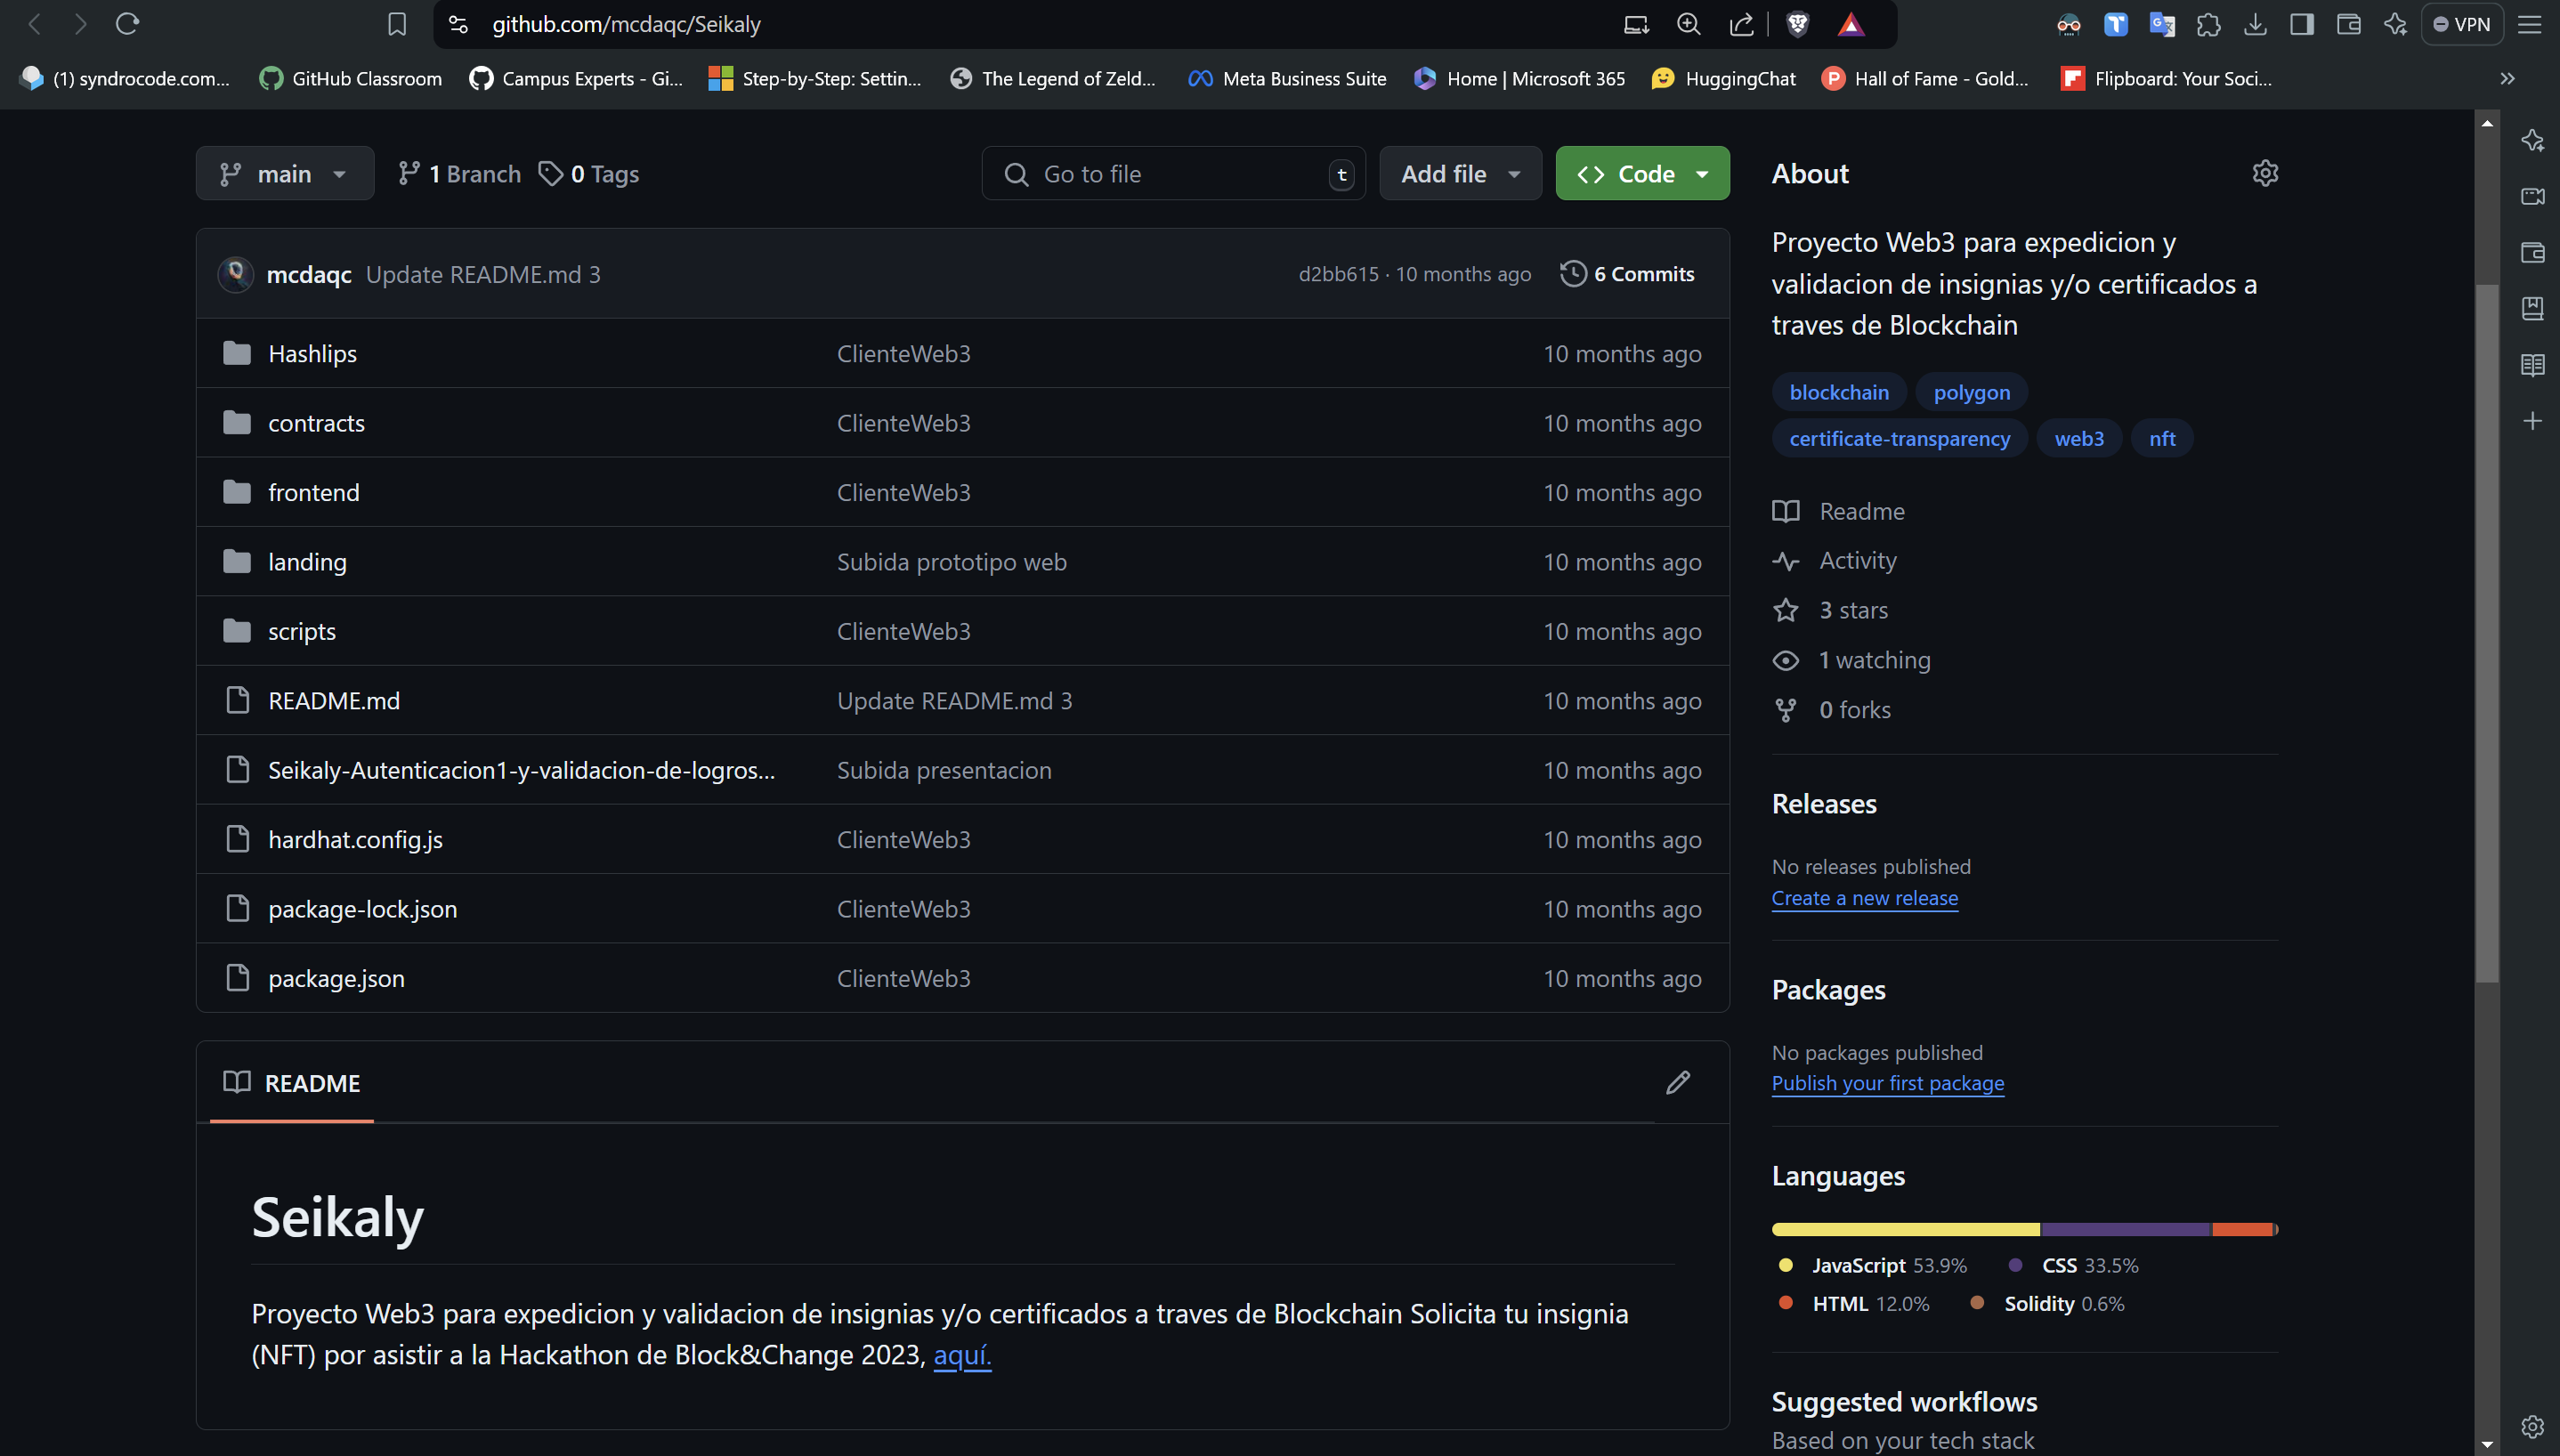 github.com/mcdaqc/Seikaly
VPN
(1) syndrocode.com...
GitHub Classroom
Campus Experts - Gi...
Step-by-Step: Settin...
The Legend of Zeld...
Meta Business Suite
Home | Microsoft 365
HuggingChat
Hall of Fame - Gold...
Flipboard: Your Soci...
main
1 Branch
0 Tags
Go to file
t
Add file
Code
mcdaqc Update README.md 3
d2bb615 · 10 months ago
6 Commits
Hashlips ClienteWeb3 10 months ago
contracts ClienteWeb3 10 months ago
frontend ClienteWeb3 10 months ago
landing Subida prototipo web 10 months ago
scripts ClienteWeb3 10 months ago
README.md Update README.md 3 10 months ago
Seikaly-Autenticacion1-y-validacion-de-logros... Subida presentacion 10 months ago
hardhat.config.js ClienteWeb3 10 months ago
package-lock.json ClienteWeb3 10 months ago
package.json ClienteWeb3 10 months ago
README
Seikaly
Proyecto Web3 para expedicion y validacion de insignias y/o certificados a traves de Blockchain Solicita tu insignia
(NFT) por asistir a la Hackathon de Block&Change 2023, aquí.
About
Proyecto Web3 para expedicion y
validacion de insignias y/o certificados a
traves de Blockchain
blockchain polygon
certificate-transparency web3 nft
Readme
Activity
3 stars
1 watching
0 forks
Releases
No releases published
Create a new release
Packages
No packages published
Publish your first package
Languages
JavaScript 53.9% CSS 33.5%
HTML 12.0% Solidity 0.6%
Suggested workflows
Based on your tech stack